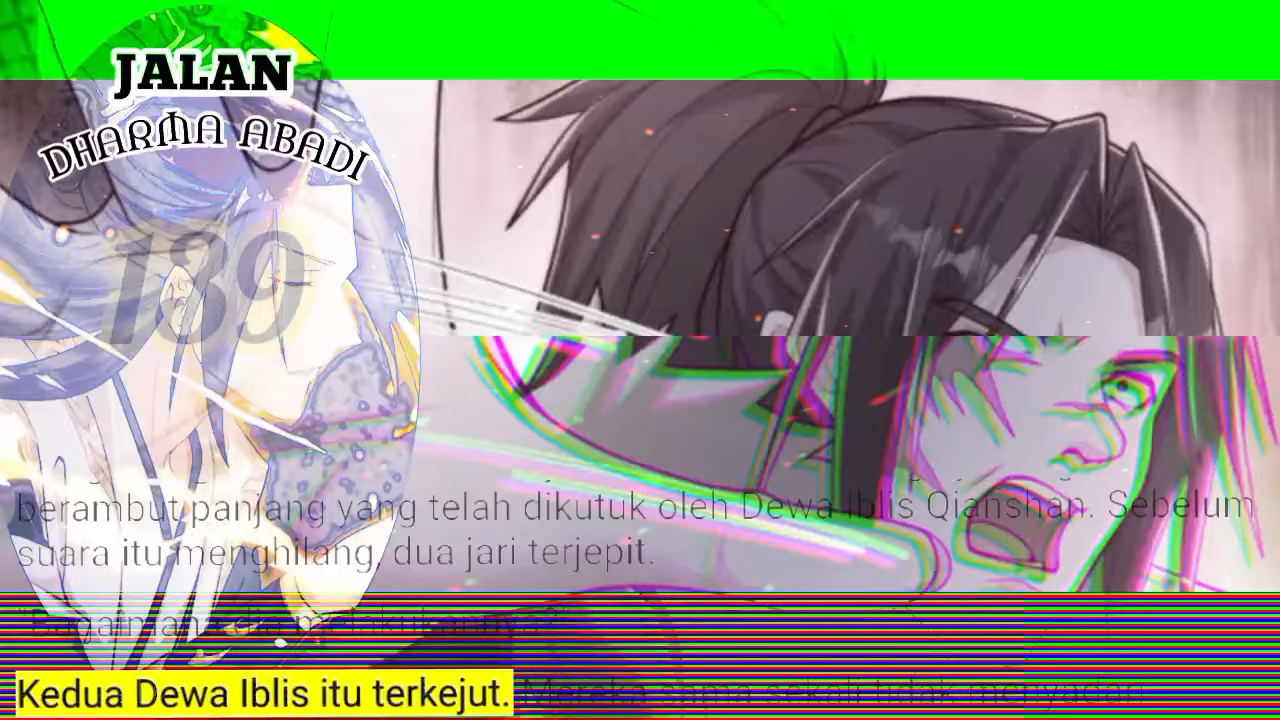 JALAN
DHARMA ABADI
189
berambut panjang yang telah dikutuk oleh Dewa Iblis Qianshan. Sebelum
suara itu menghilang, dua jari terjepit.
"Bagaimana dia melakukannya?"
Kedua Dewa Iblis itu terkejut. Mereka sama sekali tidak menyadari